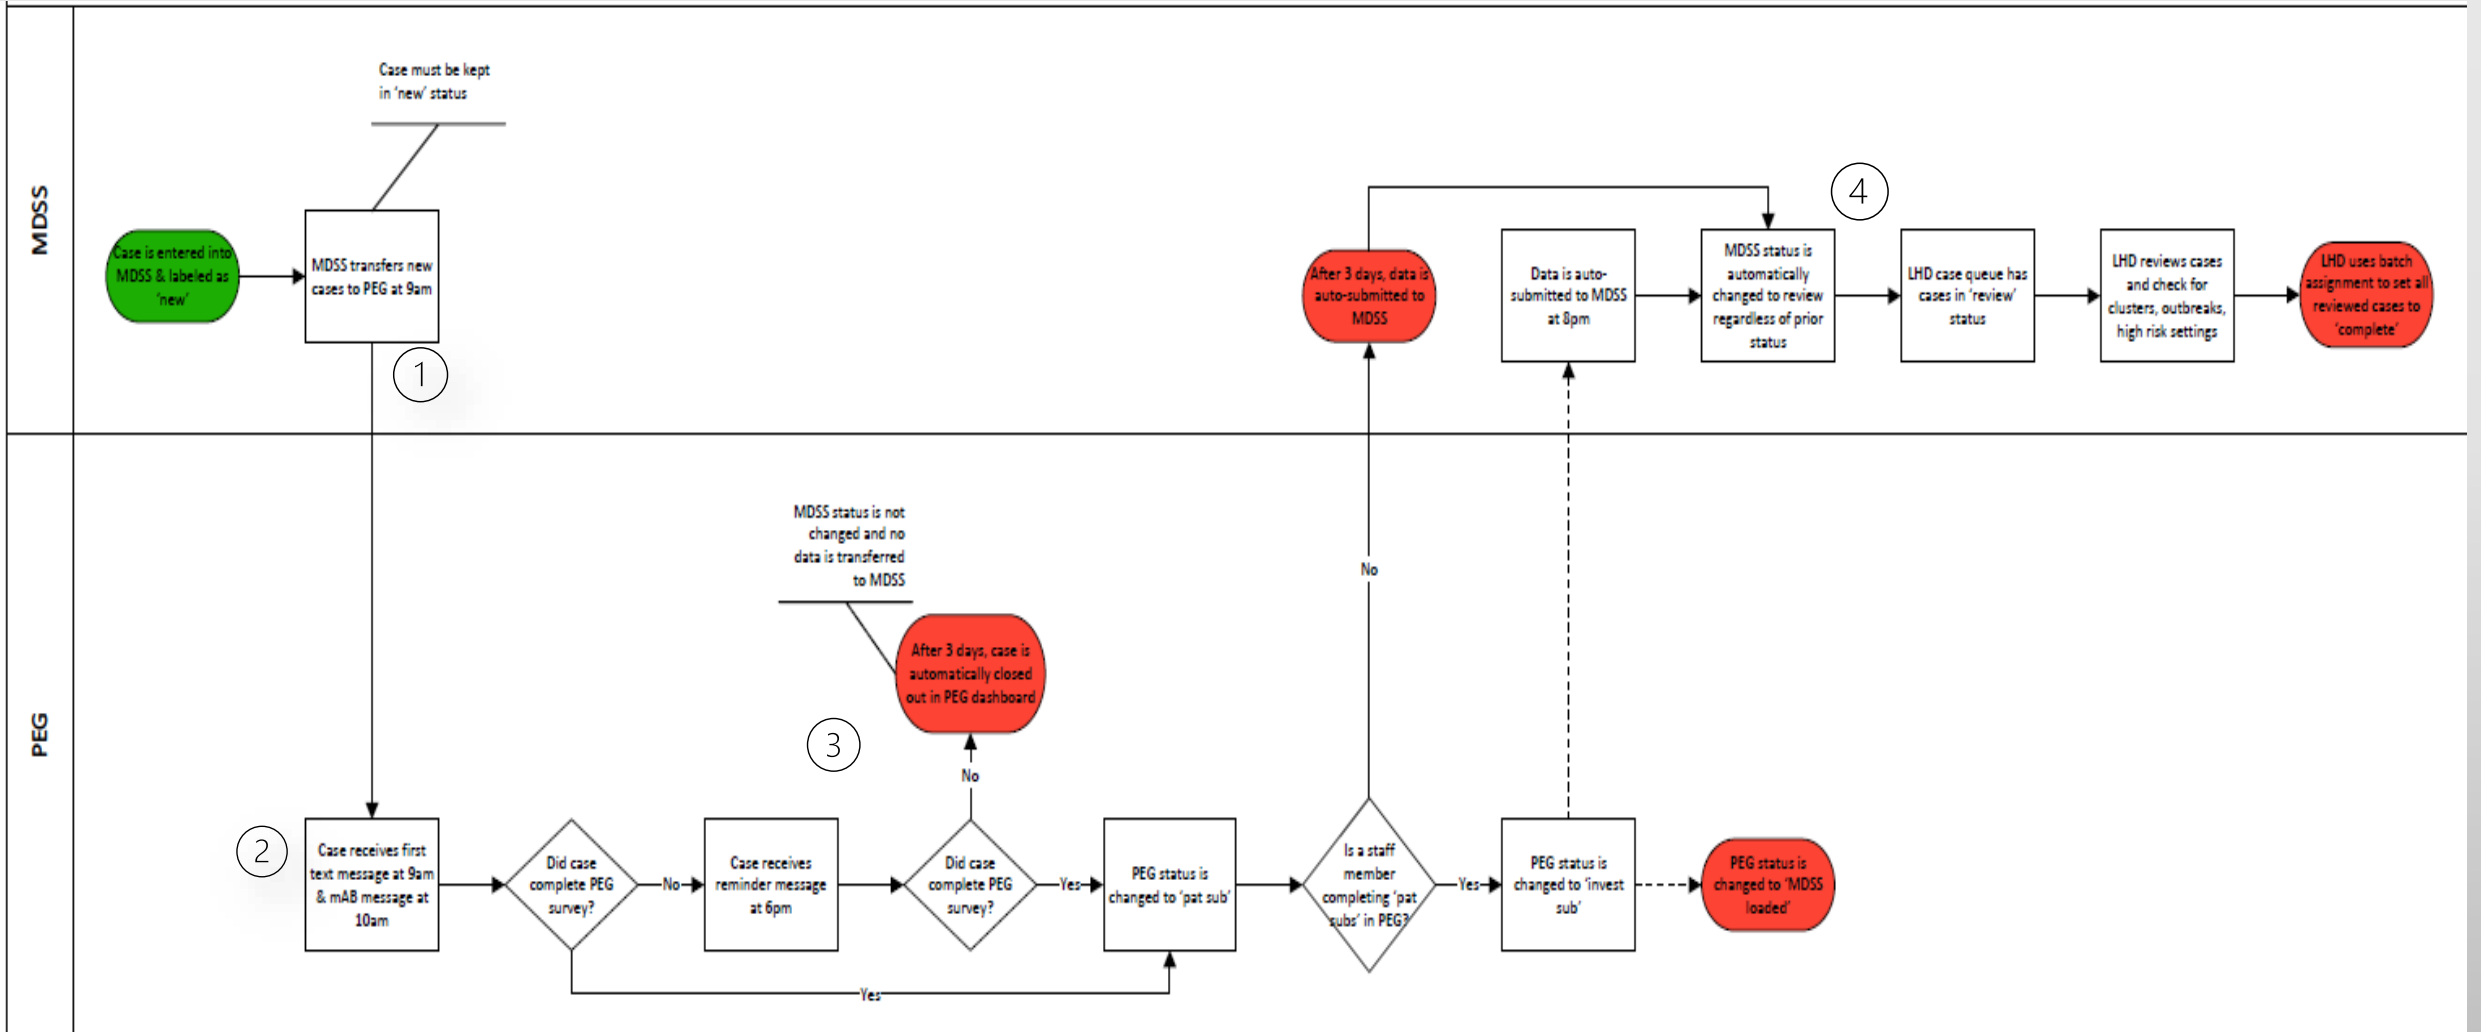 MDSS
Case must be kept
in ‘new’ status
Case is entered into
MDSS & labeled as
‘new’
MDSS transfers new
cases to PEG at 9am
1
After 3 days, data is
auto-submitted to
MDSS
Data is auto-
submitted to MDSS
at 8pm
MDSS status is
automatically
changed to review
regardless of prior
status
4
LHD case queue has
cases in ‘review’
status
LHD reviews cases
and check for
clusters, outbreaks,
high risk settings
LHD uses batch
assignment to set all
reviewed cases to
‘complete’
PEG
2
Case receives first
text message at 9am
& mAB message at
10am
Did case
complete PEG
survey?
No
Yes
Case receives
reminder message
at 6pm
3
MDSS status is not
changed and no
data is transferred
to MDSS
After 3 days, case is
automatically closed
out in PEG dashboard
No
Did case
complete PEG
survey?
Yes
PEG status is
changed to ‘pat sub’
No
Is a staff
member
completing ‘pat
subs’ in PEG?
Yes
PEG status is
changed to ‘invest
sub’
PEG status is
changed to ‘MDSS
loaded’